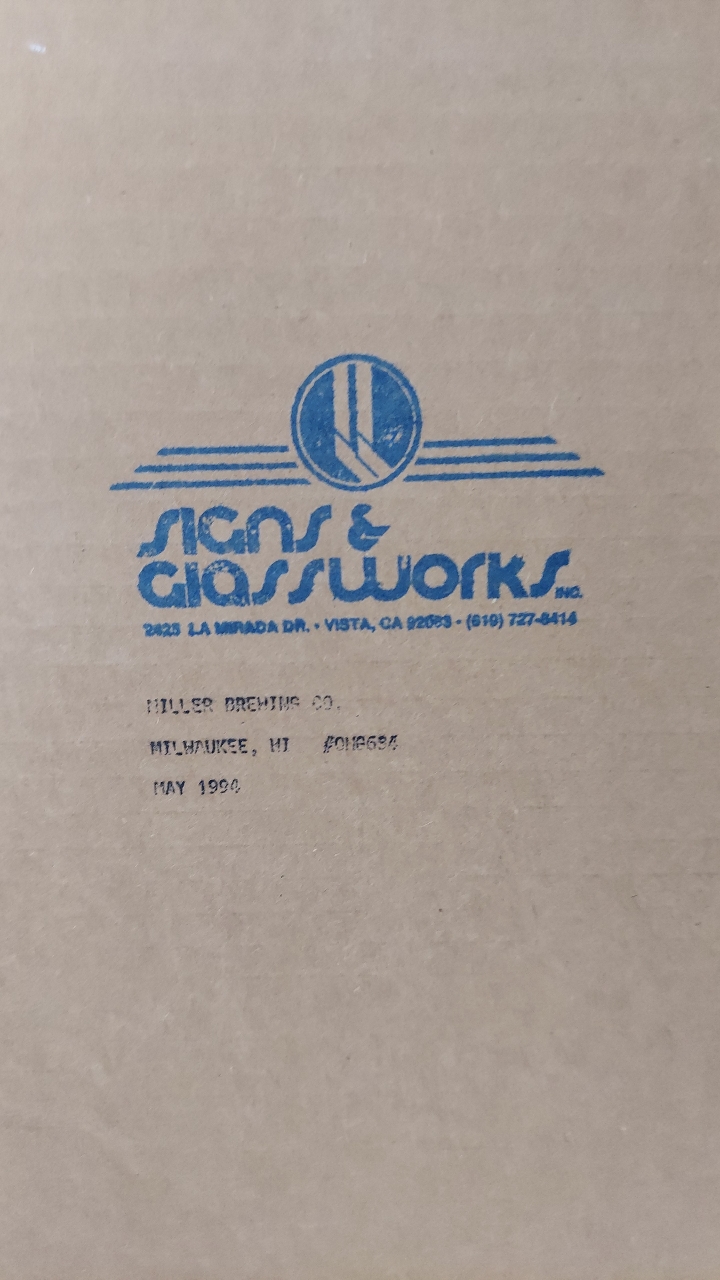 SIGNS &
GLASSWORKS INC.
2425 LA MIRADA DR. • VISTA, CA 92083 • (619) 727-8414
MILLER BREWING CO.
MILWAUKEE, WI
MAY 1994